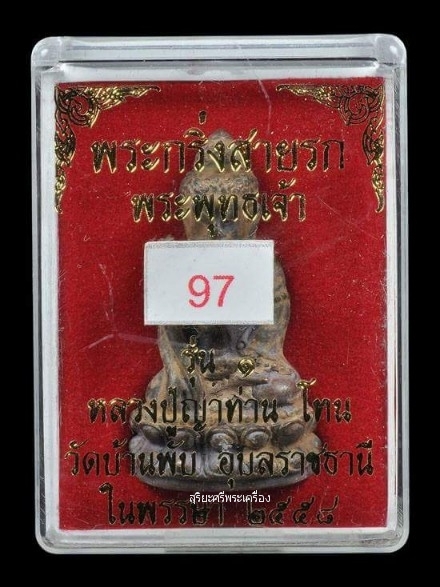 พระกริ่งสายรก
พระพุทธเจ้า
97
รุ่น ๑
หลวงปู่ญาท่าน โทน
วัดบ้านพับ อุบลราชธานี
สุริยะศรีพระเครื่อง
ในพรรษา ๒๕๕๘